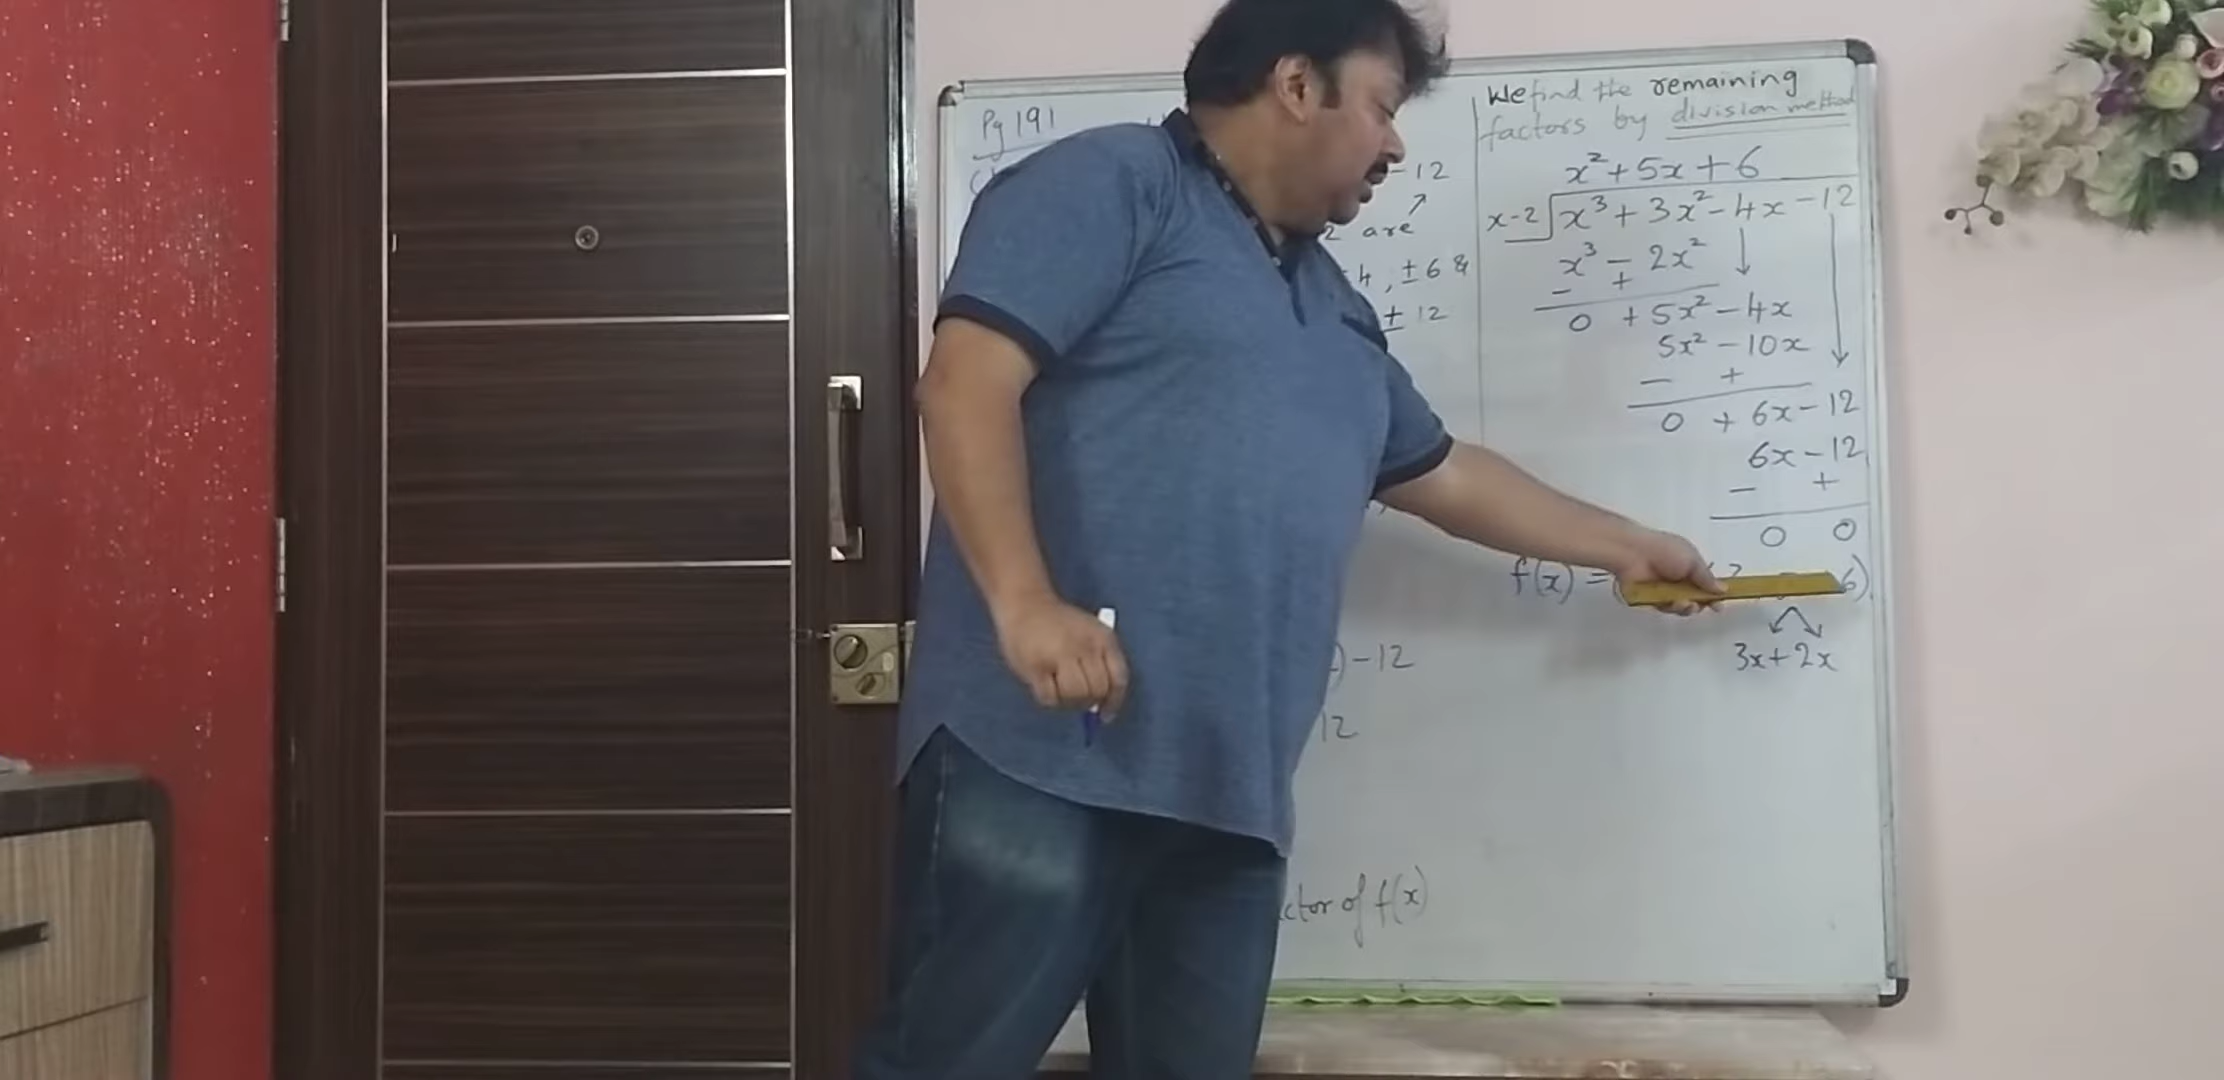 Pg 191
-12
2 are
4, ±6 &
± 12
) -12
12
ctor of f(x)
We find the remaining
factors by division method
x² + 5x + 6
x-2 x³ + 3x² - 4x - 12
x³ - 2x²
- +
0 + 5x² - 4x
5x² - 10x
- +
0 + 6x - 12
6x - 12
- +
0 0
f(x) = ( 6)
3x + 2x